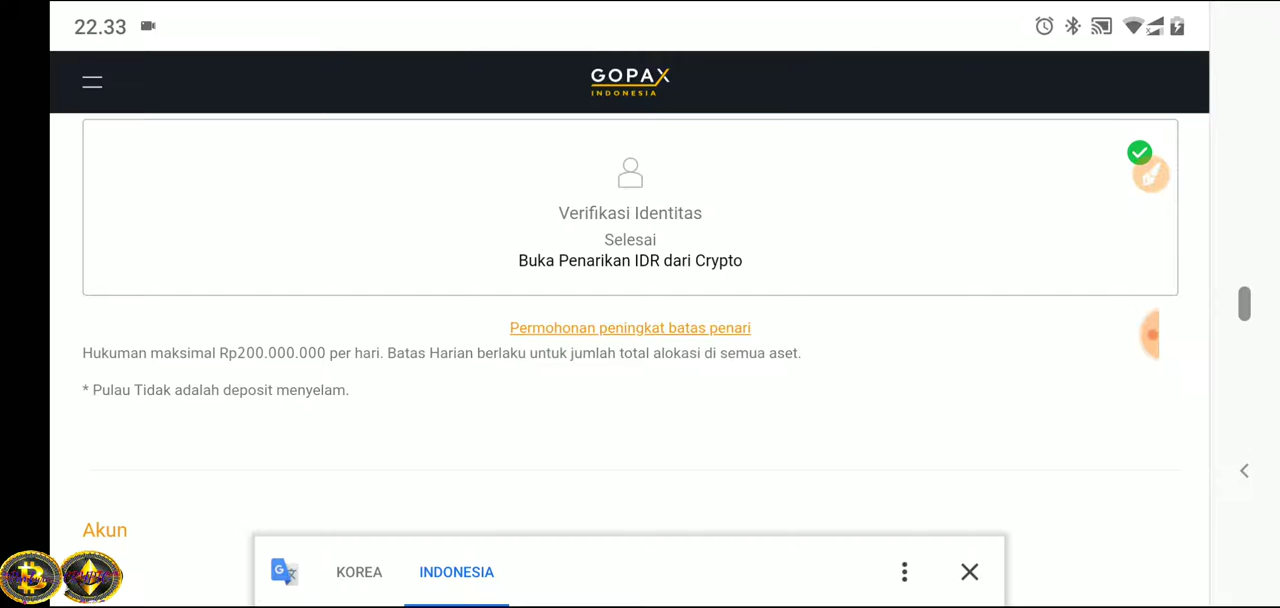 22.33
GOPAX
INDONESIA
Verifikasi Identitas
Selesai
Buka Penarikan IDR dari Crypto
Permohonan peningkat batas penari
Hukuman maksimal Rp200.000.000 per hari. Batas Harian berlaku untuk jumlah total alokasi di semua aset.
* Pulau Tidak adalah deposit menyelam.
Akun
KOREA
INDONESIA